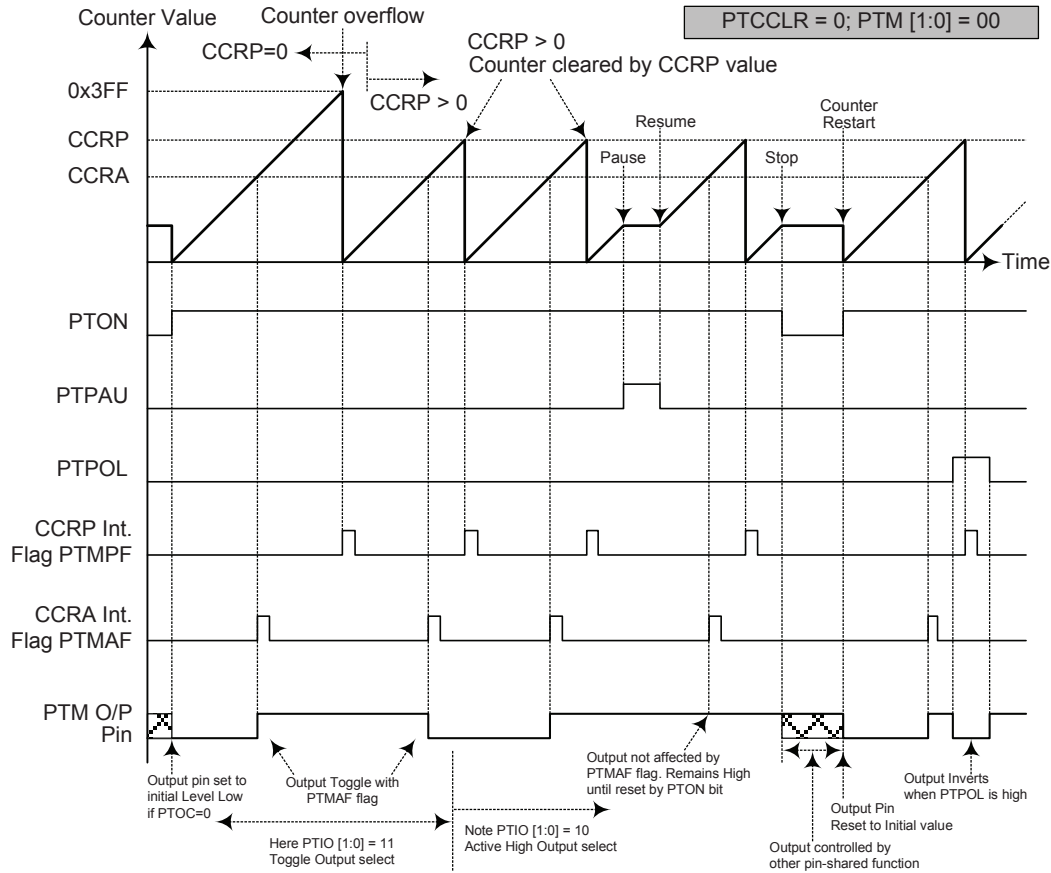 Counter Value
Counter overflow
PTCCLR = 0; PTM [1:0] = 00
CCRP=0
CCRP > 0
CCRP > 0
Counter cleared by CCRP value
0x3FF
CCRP
CCRA
Pause
Resume
Stop
Counter
Restart
Time
PTON
PTPAU
PTPOL
CCRP Int.
Flag PTMPF
CCRA Int.
Flag PTMAF
PTM O/P
Pin
Output pin set to
initial Level Low
if PTOC=0
Output Toggle with
PTMAF flag
Here PTIO [1:0] = 11
Toggle Output select
Note PTIO [1:0] = 10
Active High Output select
Output not affected by
PTMAF flag. Remains High
until reset by PTON bit
Output controlled by
other pin-shared function
Output Pin
Reset to Initial value
Output Inverts
when PTPOL is high